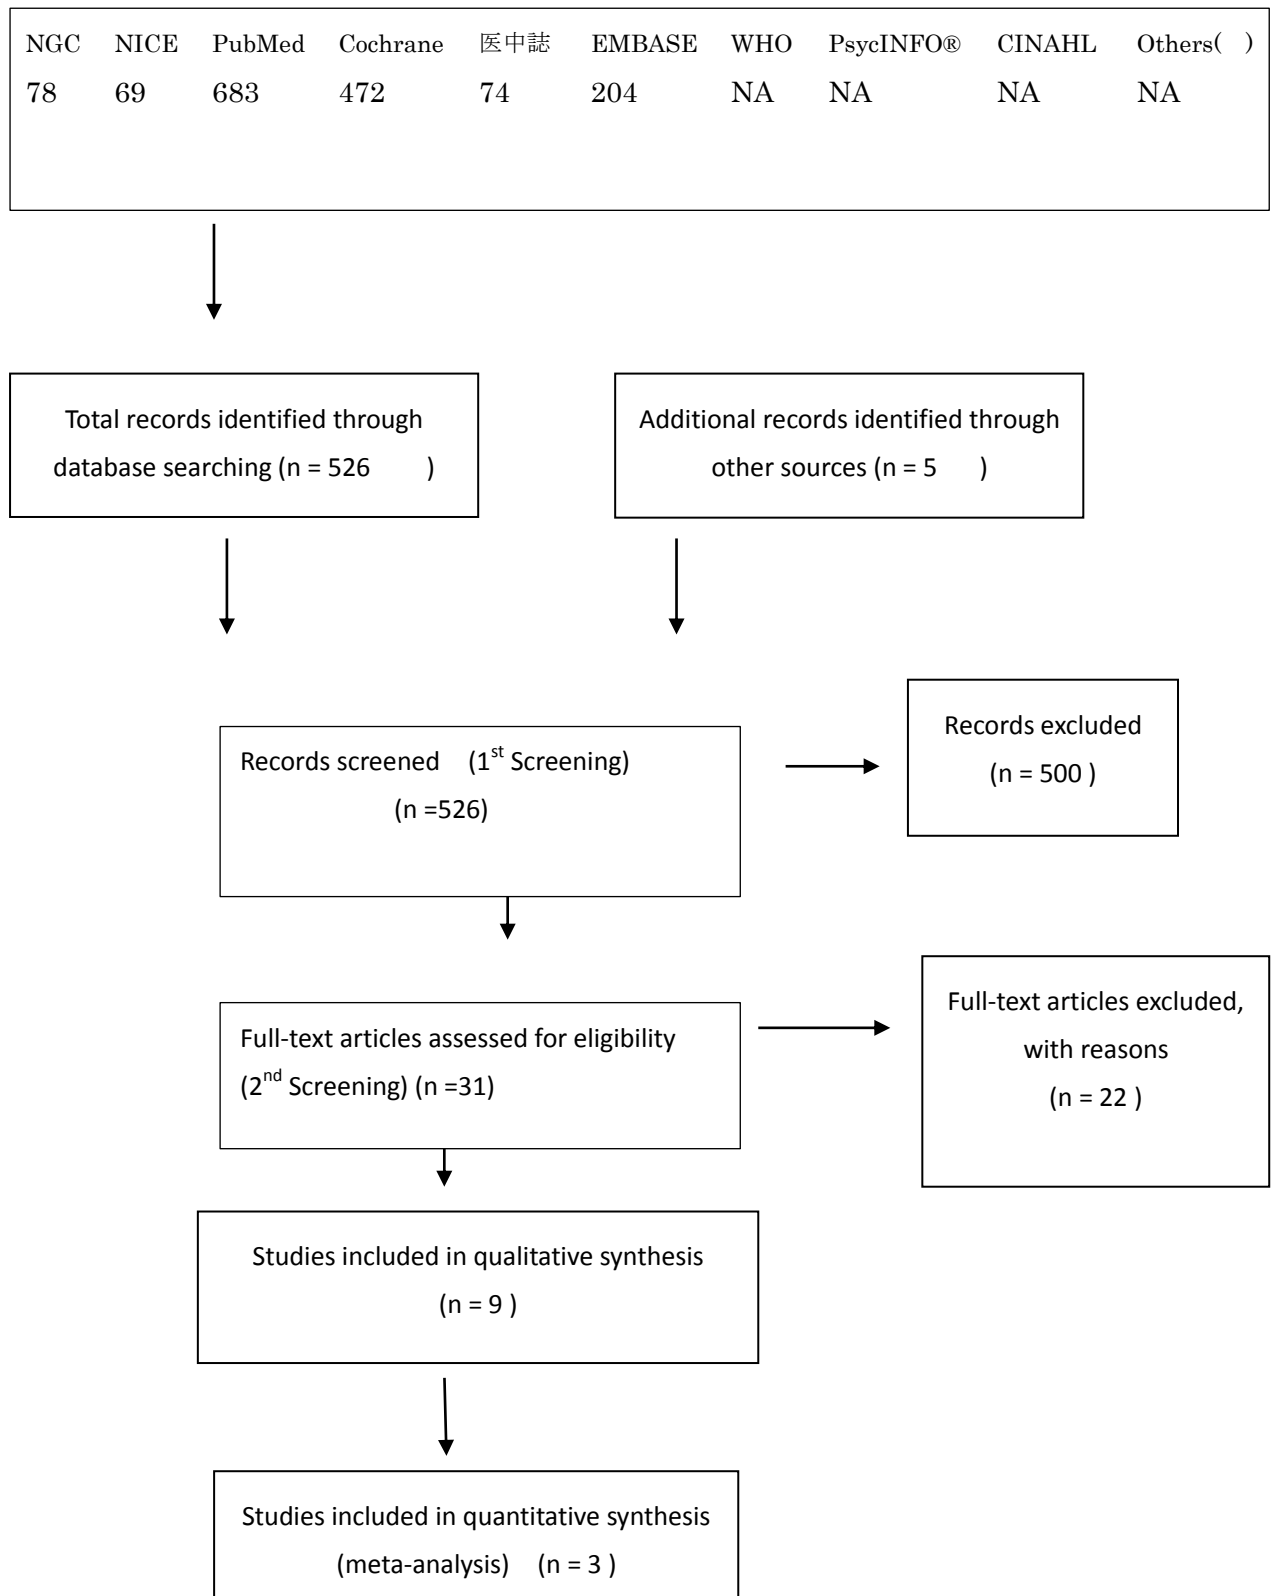 NGC NICE PubMed Cochrane 医中誌 EMBASE WHO PsycINFO® CINAHL Others( )
78 69 683 472 74 204 NA NA NA NA
Total records identified through
database searching (n = 526 )
Additional records identified through
other sources (n = 5 )
Records screened (1st Screening)
(n =526)
Records excluded
(n = 500 )
Full-text articles assessed for eligibility
(2nd Screening) (n =31)
Full-text articles excluded,
with reasons
(n = 22 )
Studies included in qualitative synthesis
(n = 9 )
Studies included in quantitative synthesis
(meta-analysis) (n = 3 )